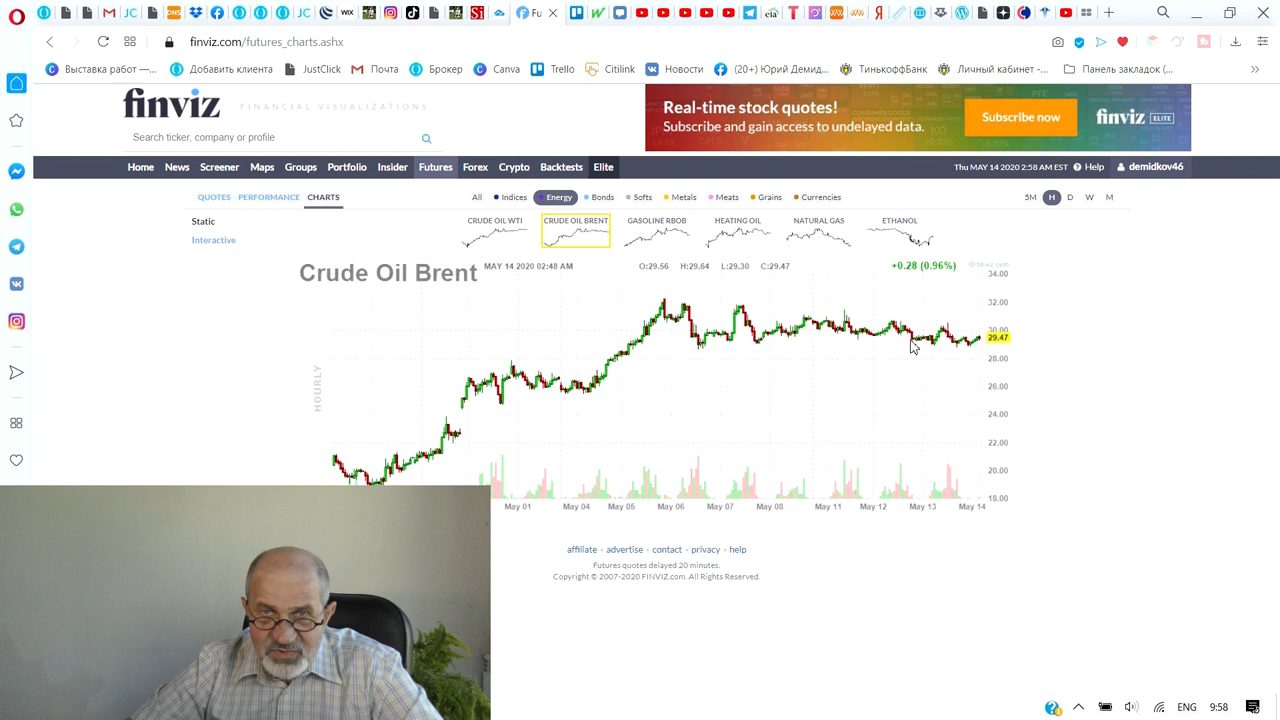 Fu
eia
finviz.com/futures_charts.ashx
Выставка работ —...
Добавить клиента
JustClick
Почта
Брокер
Canva
Trello
Citilink
Новости
(20+) Юрий Демид...
ТинькоффБанк
Личный кабинет -...
Панель закладок (...
finviz FINANCIAL VISUALIZATIONS
Real-time stock quotes!
Subscribe and gain access to undelayed data.
Subscribe now
finviz ELITE
Search ticker, company or profile
Home News Screener Maps Groups Portfolio Insider Futures Forex Crypto Backtests Elite
Thu MAY 14 2020 2:58 AM EST Help demidkov46
QUOTES PERFORMANCE CHARTS
All Indices Energy Bonds Softs Metals Meats Grains Currencies
5M H D W M
Static
Interactive
CRUDE OIL WTI CRUDE OIL BRENT GASOLINE RBOB HEATING OIL NATURAL GAS ETHANOL
Crude Oil Brent MAY 14 2020 02:48 AM O:29.56 H:29.64 L:29.30 C:29.47 +0.28 (0.96%) © finviz.com
34.00
32.00
30.00
29.47
28.00
26.00
24.00
22.00
20.00
18.00
HOURLY
May 01 May 04 May 05 May 06 May 07 May 08 May 11 May 12 May 13 May 14
affiliate · advertise · contact · privacy · help
Futures quotes delayed 20 minutes.
Copyright © 2007-2020 FINVIZ.com. All Rights Reserved.
ENG 9:58